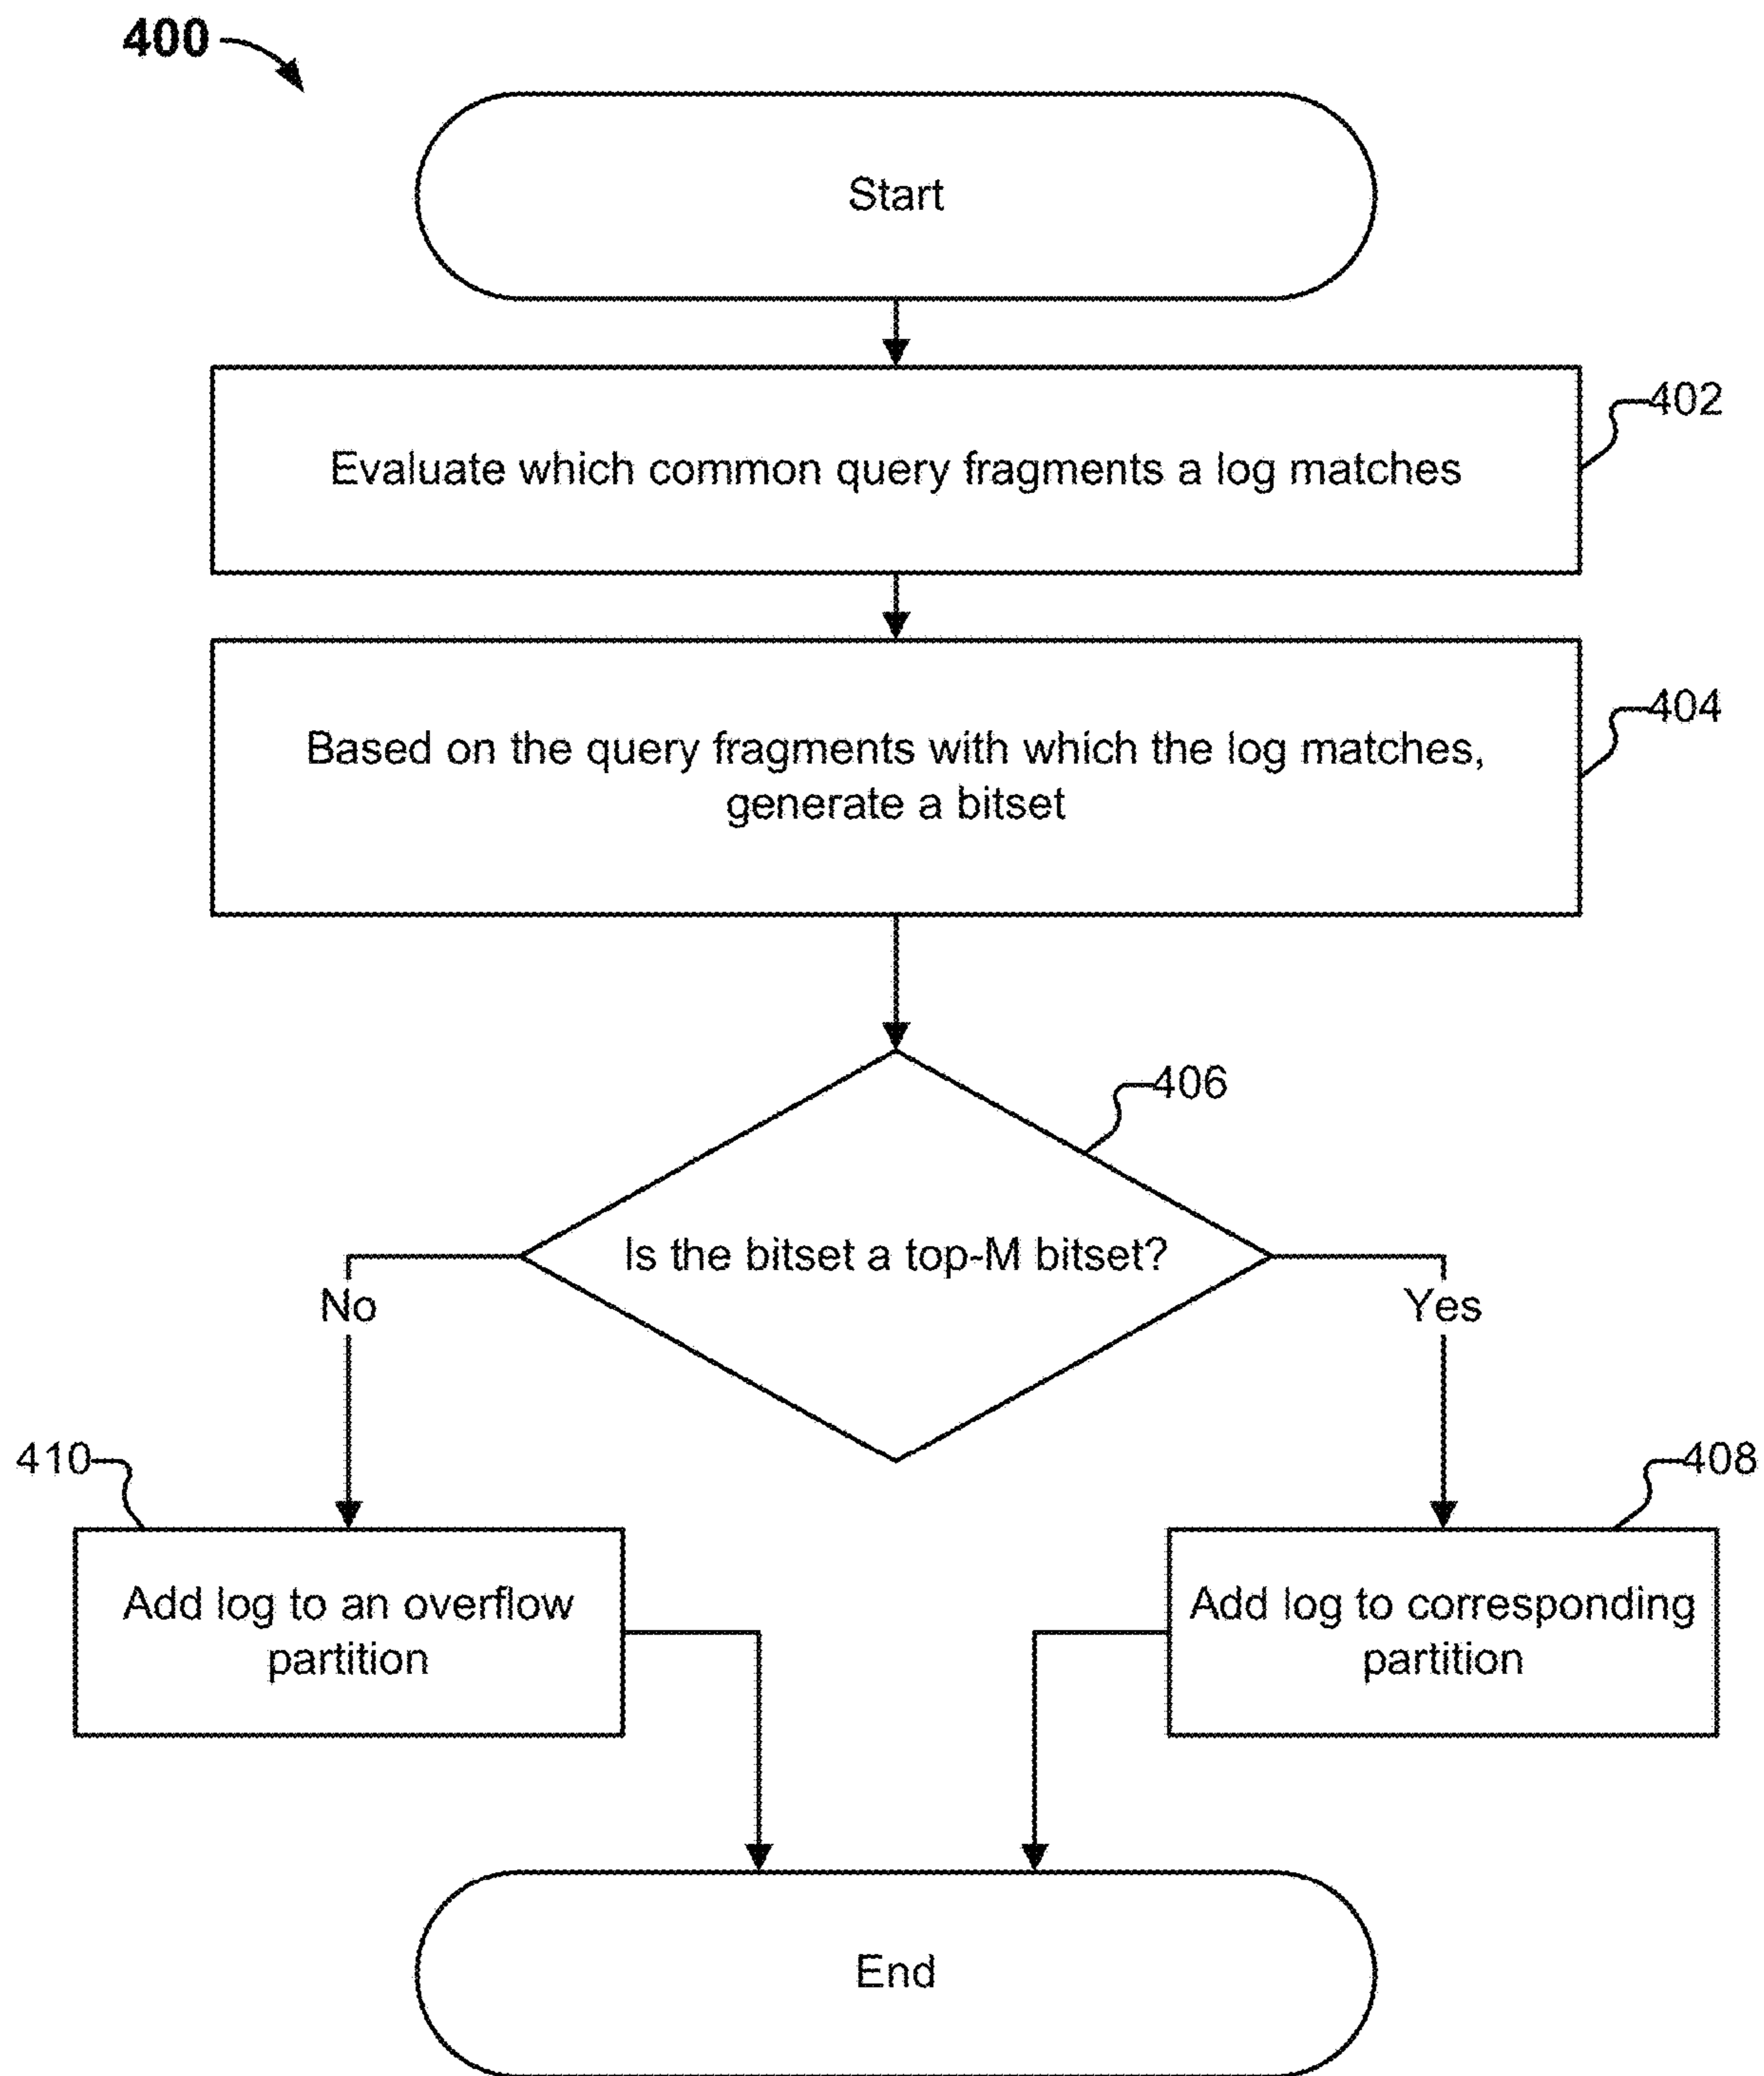 400
Start
402
Evaluate which common query fragments a log matches
404
Based on the query fragments with which the log matches,
generate a bitset
406
Is the bitset a top-M bitset?
No
Yes
410
408
Add log to an overflow
partition
Add log to corresponding
partition
End